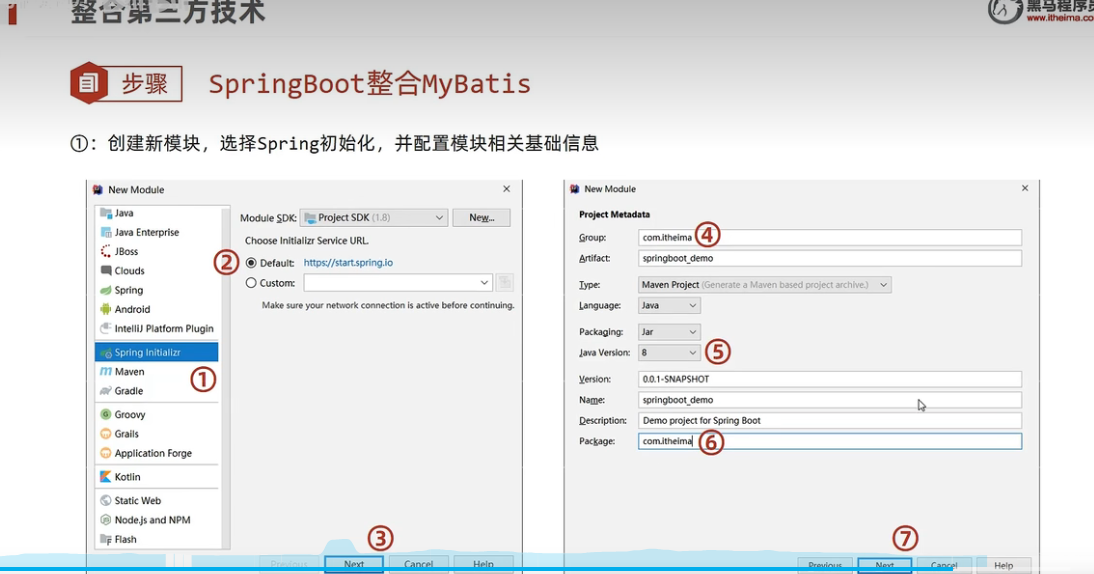 整合第三方技术
黑马程序员
www.itheima.co
步骤
SpringBoot整合MyBatis
①：创建新模块，选择Spring初始化，并配置模块相关基础信息
New Module
Java
Java Enterprise
JBoss
Clouds
Spring
Android
IntelliJ Platform Plugin
Spring Initializr
①
Maven
Gradle
Groovy
Grails
Application Forge
Kotlin
Static Web
Node.js and NPM
Flash
Module SDK: Project SDK (1.8) New...
Choose Initializr Service URL.
② Default: https://start.spring.io
Custom:
Make sure your network connection is active before continuing.
③
Previous Next Cancel Help
New Module
Project Metadata
Group: com.itheima ④
Artifact: springboot_demo
Type: Maven Project (Generate a Maven based project archive.)
Language: Java
Packaging: Jar
Java Version: 8 ⑤
Version: 0.0.1-SNAPSHOT
Name: springboot_demo
Description: Demo project for Spring Boot
Package: com.itheima ⑥
⑦
Previous Next Cancel Help